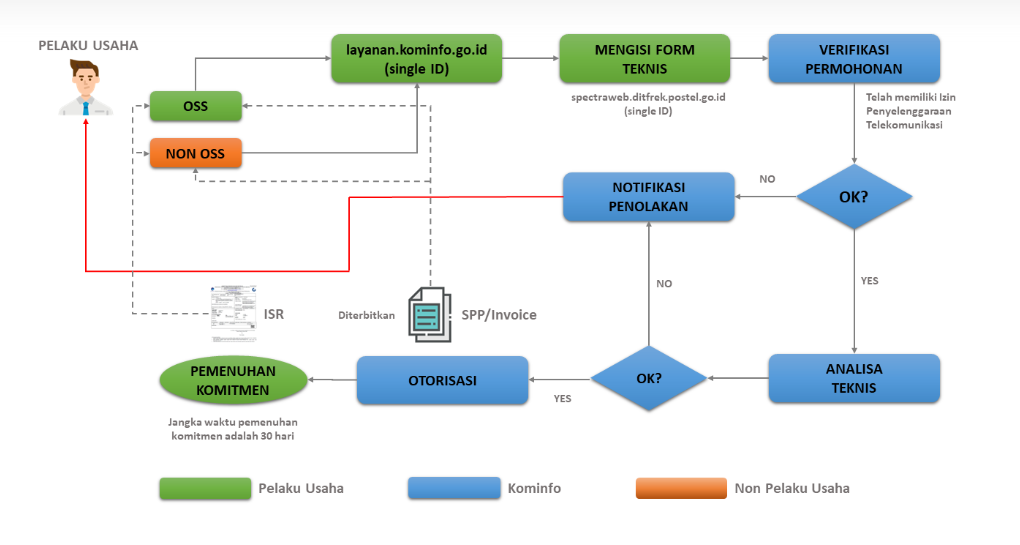 PELAKU USAHA
layanan.kominfo.go.id
(single ID)
MENGISI FORM
TEKNIS
VERIFIKASI
PERMOHONAN
spectraweb.ditfrek.postel.go.id
(single ID)
Telah memiliki Izin
Penyelenggaraan
Telekomunikasi
OSS
NON OSS
NOTIFIKASI
PENOLAKAN
NO
OK?
YES
NO
ISR
Diterbitkan
SPP/Invoice
PEMENUHAN
KOMITMEN
OTORISASI
OK?
YES
ANALISA
TEKNIS
Jangka waktu pemenuhan
komitmen adalah 30 hari
Pelaku Usaha
Kominfo
Non Pelaku Usaha